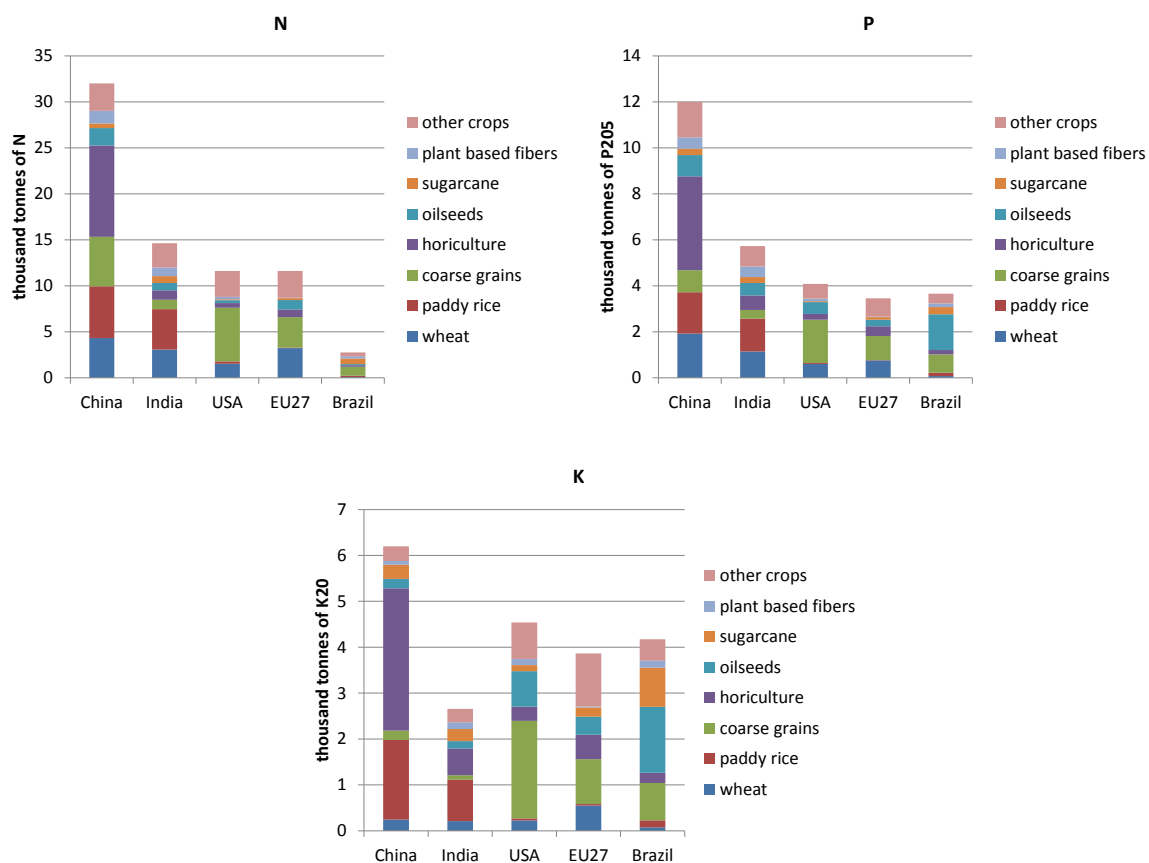 N
thousand tonnes of N
35
30
25
20
15
10
5
0
China India USA EU27 Brazil
other crops
plant based fibers
sugarcane
oilseeds
horiculture
coarse grains
paddy rice
wheat
P
thousand tonnes of P205
14
12
10
8
6
4
2
0
China India USA EU27 Brazil
other crops
plant based fibers
sugarcane
oilseeds
horiculture
coarse grains
paddy rice
wheat
K
thousand tonnes of K20
7
6
5
4
3
2
1
0
China India USA EU27 Brazil
other crops
plant based fibers
sugarcane
oilseeds
horiculture
coarse grains
paddy rice
wheat